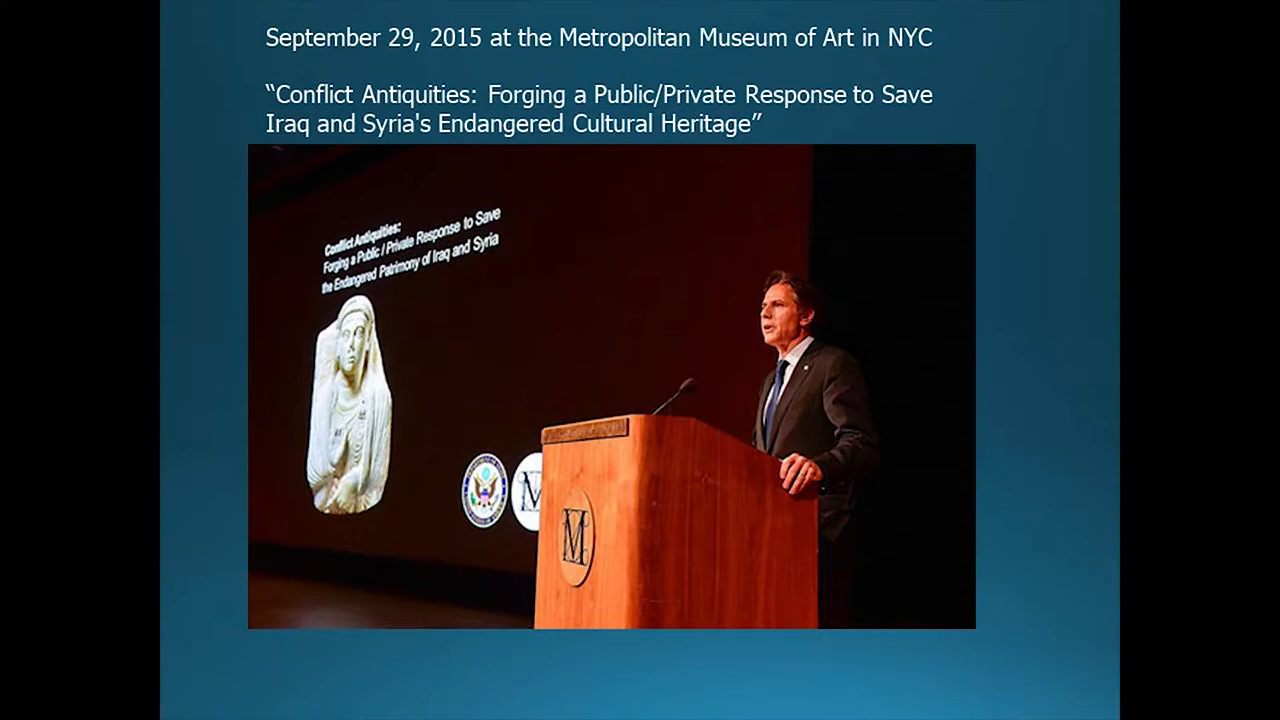 September 29, 2015 at the Metropolitan Museum of Art in NYC
“Conflict Antiquities: Forging a Public/Private Response to Save
Iraq and Syria's Endangered Cultural Heritage”
Conflict Antiquities:
Forging a Public / Private Response to Save
the Endangered Patrimony of Iraq and Syria
M
M